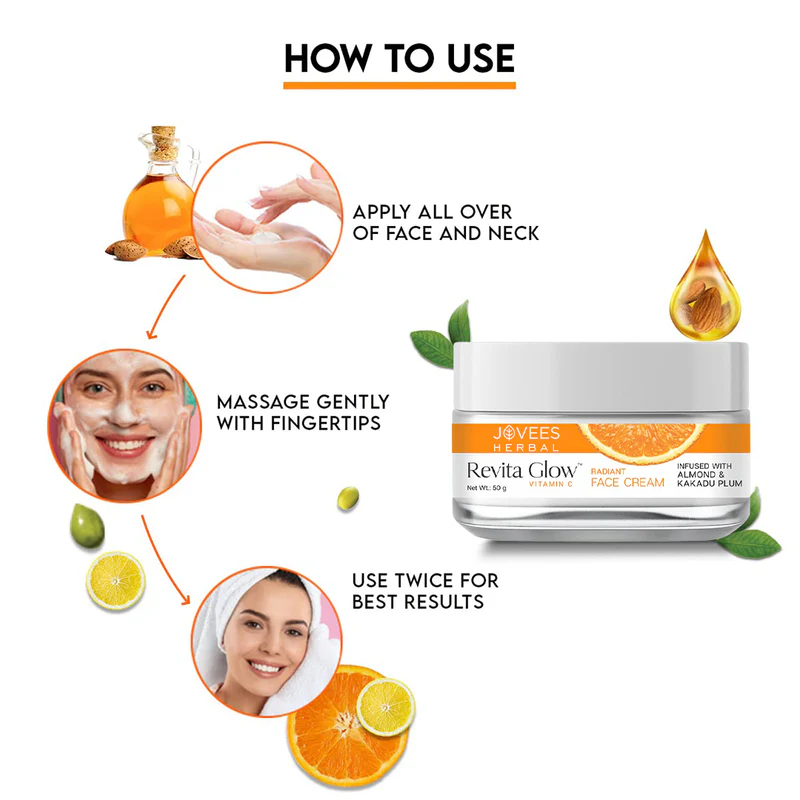 HOW TO USE
APPLY ALL OVER
OF FACE AND NECK
MASSAGE GENTLY
WITH FINGERTIPS
USE TWICE FOR
BEST RESULTS
JOVEES
HERBAL
Revita Glow™
VITAMIN C
Net Wt.: 50 g
RADIANT
FACE CREAM
INFUSED WITH
ALMOND &
KAKADU PLUM